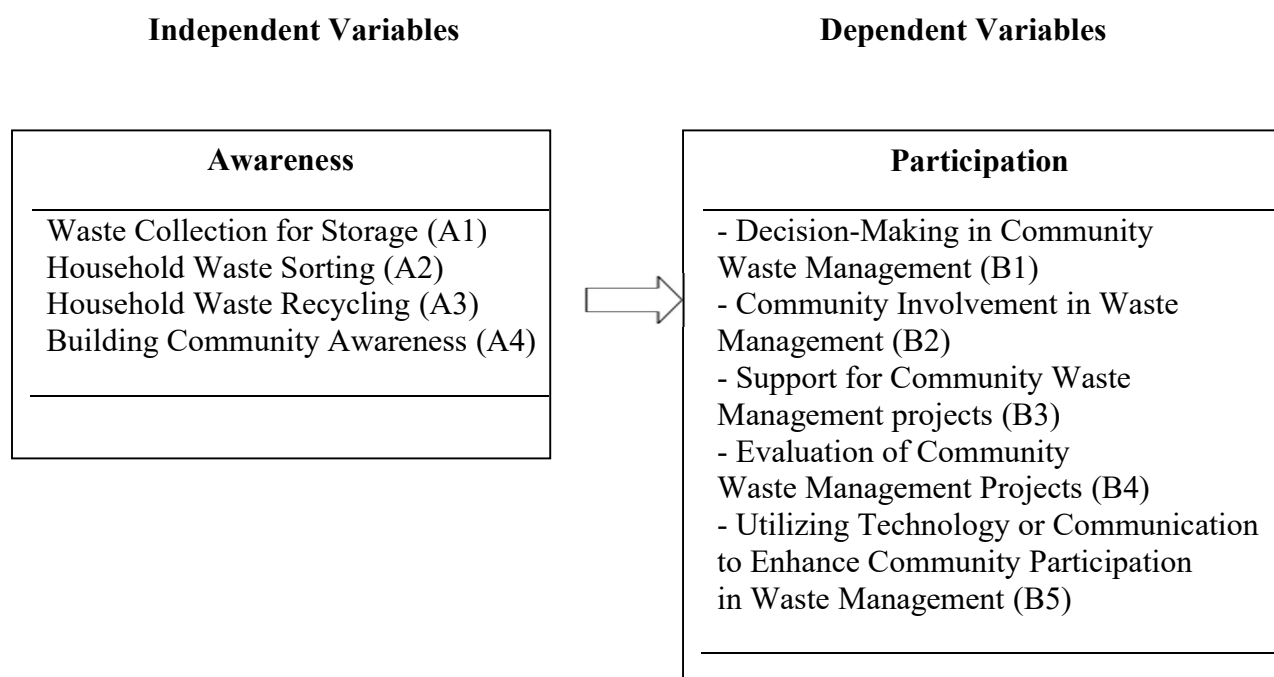 Independent Variables
Dependent Variables
Awareness
Waste Collection for Storage (A1)
Household Waste Sorting (A2)
Household Waste Recycling (A3)
Building Community Awareness (A4)
Participation
- Decision-Making in Community
Waste Management (B1)
- Community Involvement in Waste
Management (B2)
- Support for Community Waste
Management projects (B3)
- Evaluation of Community
Waste Management Projects (B4)
- Utilizing Technology or Communication
to Enhance Community Participation
in Waste Management (B5)